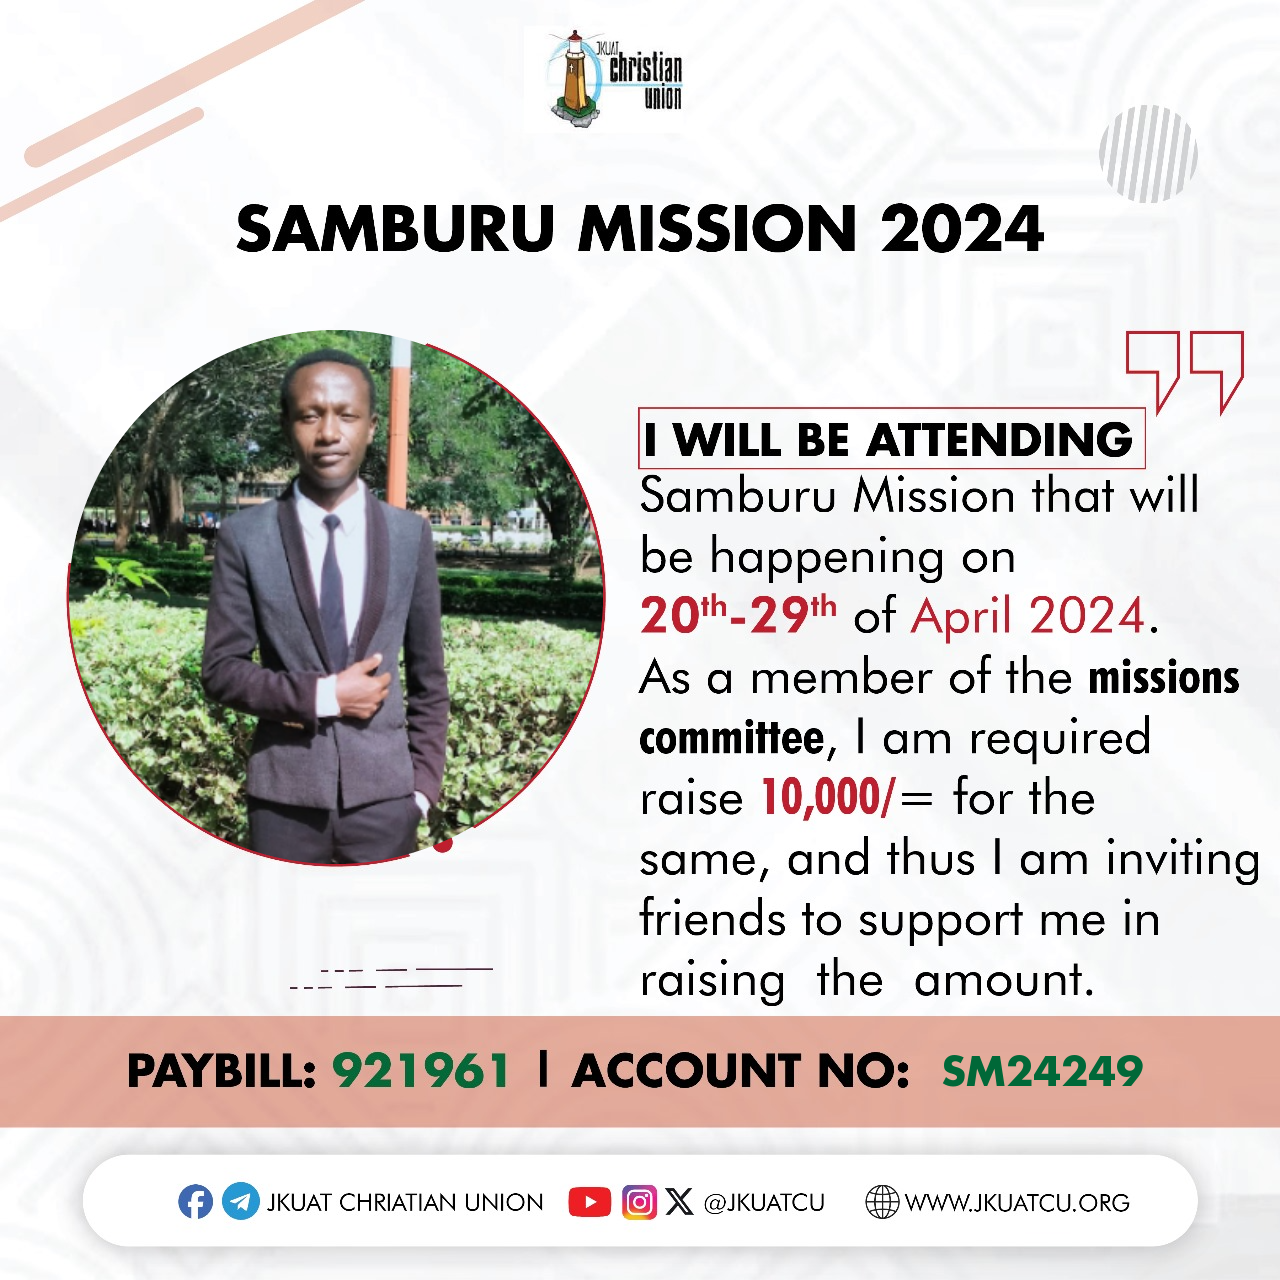 JKUAT
christian
union
SAMBURU MISSION 2024
I WILL BE ATTENDING
Samburu Mission that will
be happening on
20th-29th of April 2024.
As a member of the missions
committee, I am required
raise 10,000/= for the
same, and thus I am inviting
friends to support me in
raising the amount.
PAYBILL: 921961 | ACCOUNT NO: SM24249
JKUAT CHRIATIAN UNION @JKUATCU WWW.JKUATCU.ORG